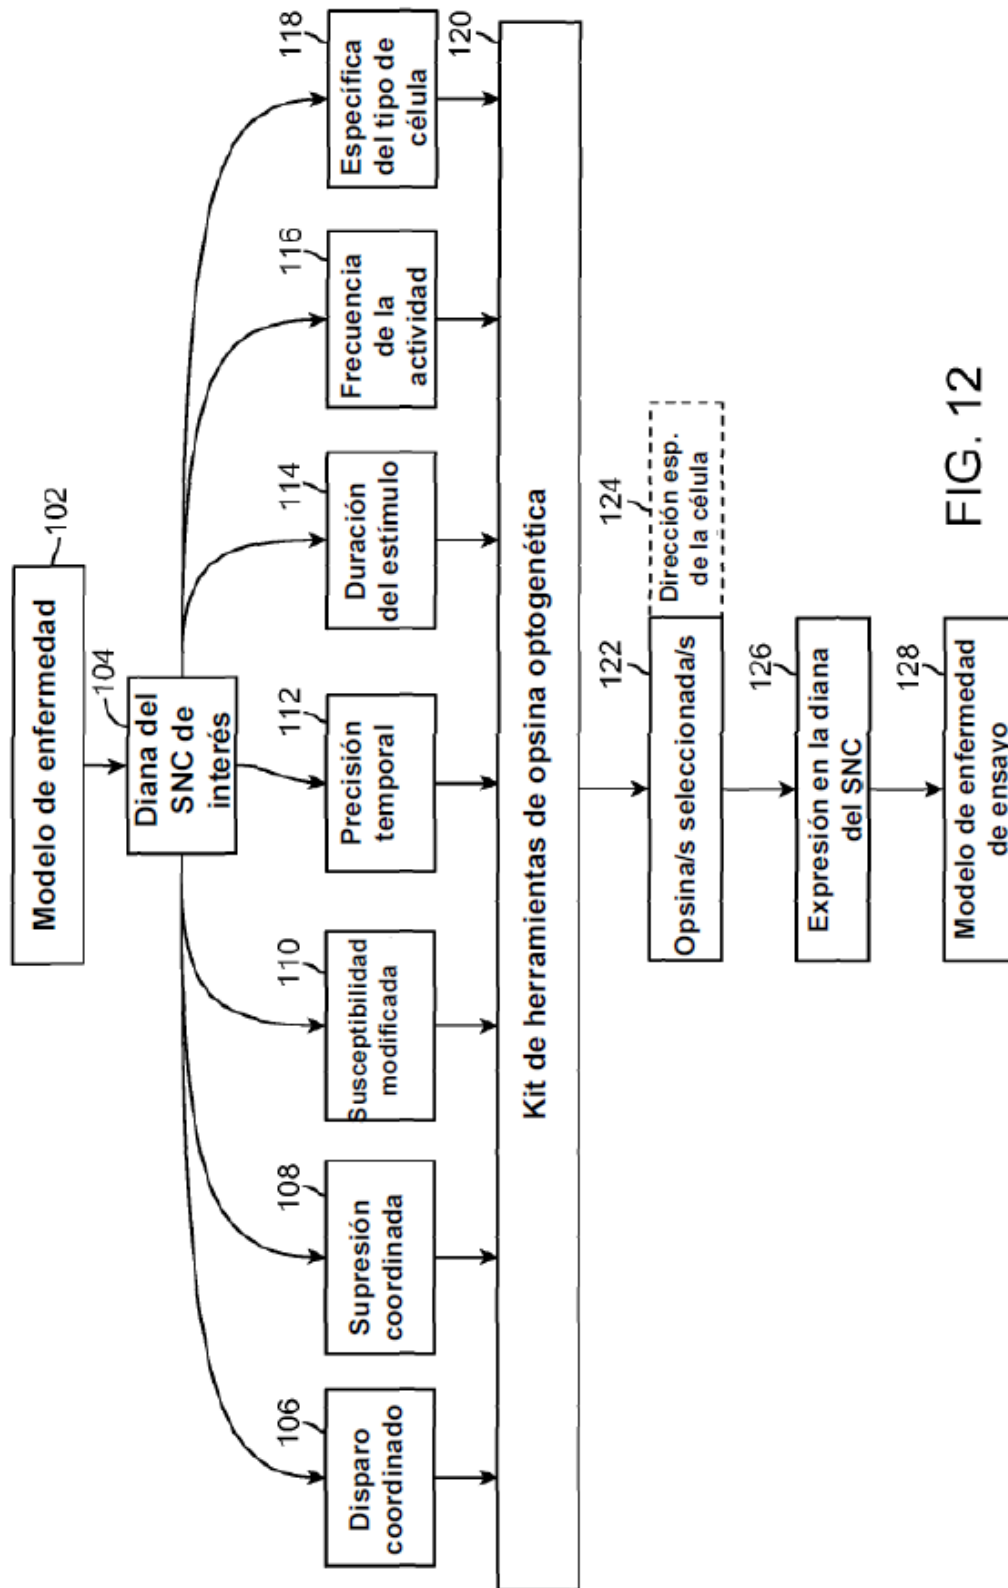 102
Modelo de enfermedad
104
Diana del
SNC de
interés
106
Disparo
coordinado
108
Supresión
coordinada
110
Susceptibilidad
modificada
112
Precisión
temporal
114
Duración
del estímulo
116
Frecuencia
de la
actividad
118
Específica
del tipo de
célula
120
Kit de herramientas de opsina optogenética
122
Opsina/s seleccionada/s
124
Dirección esp.
de la célula
126
Expresión en la diana
del SNC
128
Modelo de enfermedad
de ensayo
FIG. 12